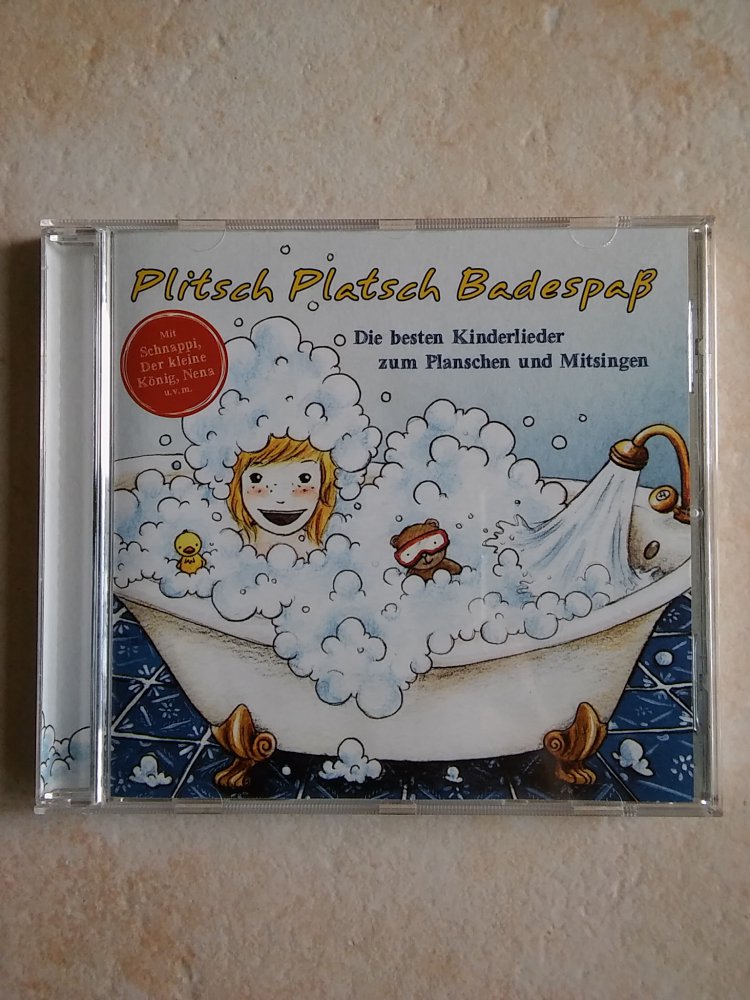 Plitsch Platsch Badespaß
Die besten Kinderlieder
zum Planschen und Mitsingen
Mit
Schnappi,
Der kleine
König, Nena
u.v.m.